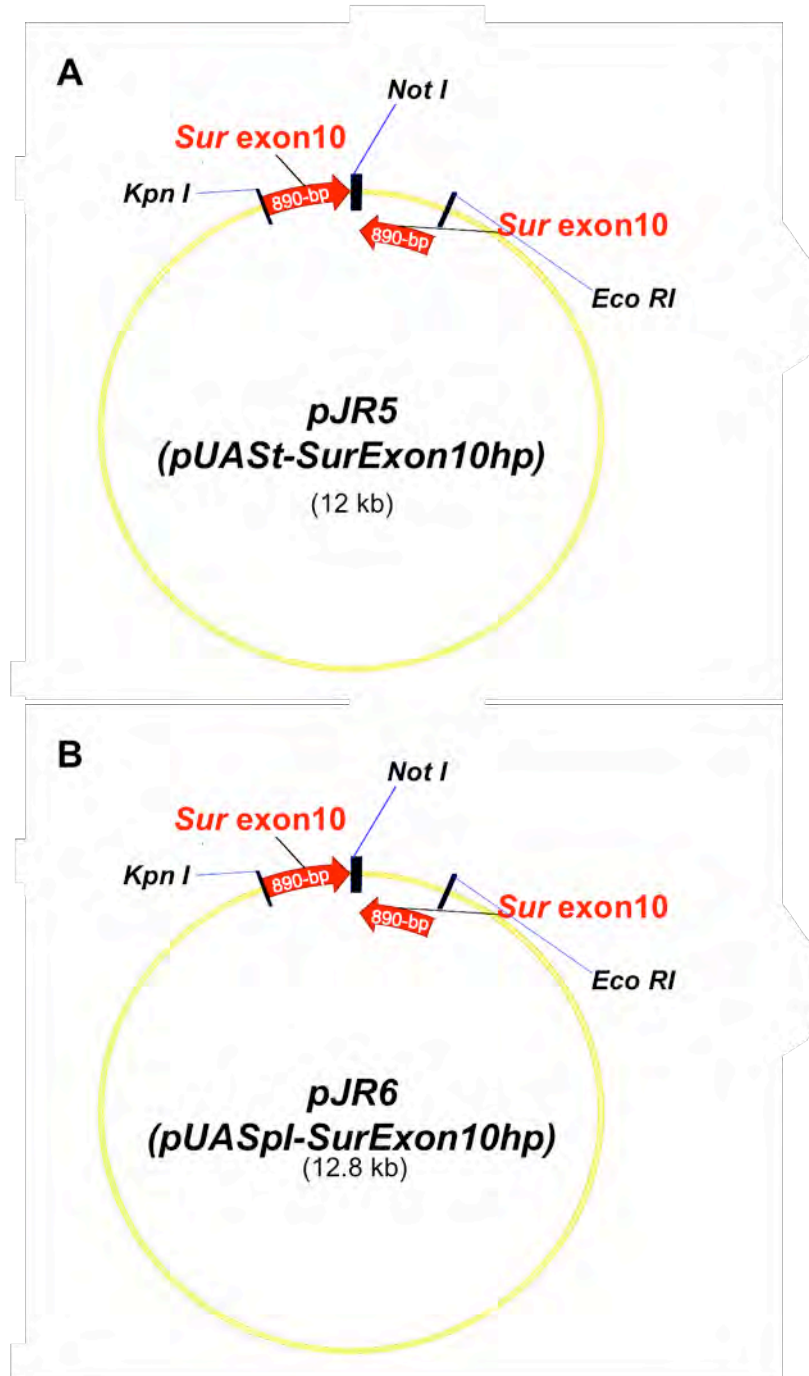 A
Not I
Sur exon10
Kpn I
890-bp
890-bp
Sur exon10
Eco RI
pJR5
(pUASt-SurExon10hp)
(12 kb)
B
Not I
Sur exon10
Kpn I
890-bp
890-bp
Sur exon10
Eco RI
pJR6
(pUASpl-SurExon10hp)
(12.8 kb)